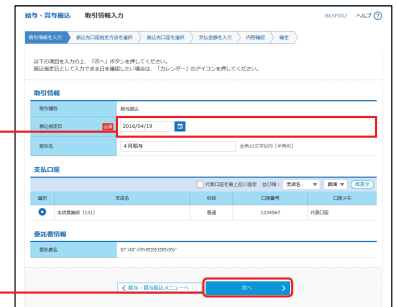 給与・賞与振込 取引情報入力 BKSF002 ヘルプ ?
取引情報を入力 振込先口座指定方法を選択 振込先口座を選択 支払金額を入力 内容確認 確定
以下の項目を入力の上、「次へ」ボタンを押してください。
振込指定日として入力できる日を確認したい場合は、「カレンダー」のアイコンを押してください。
取引情報
取引種別 給与振込
振込指定日 必須 2016/04/19
取引名 4月給与 全角10文字以内 [半角可]
支払口座
代表口座を最上位に固定 並び順： 支店名 昇順 再表示
選択 支店名 科目 口座番号 口座メモ
本店営業部 (131) 普通 1234567 代表口座
委託者情報
委託者名
給与・賞与振込メニューへ 次へ